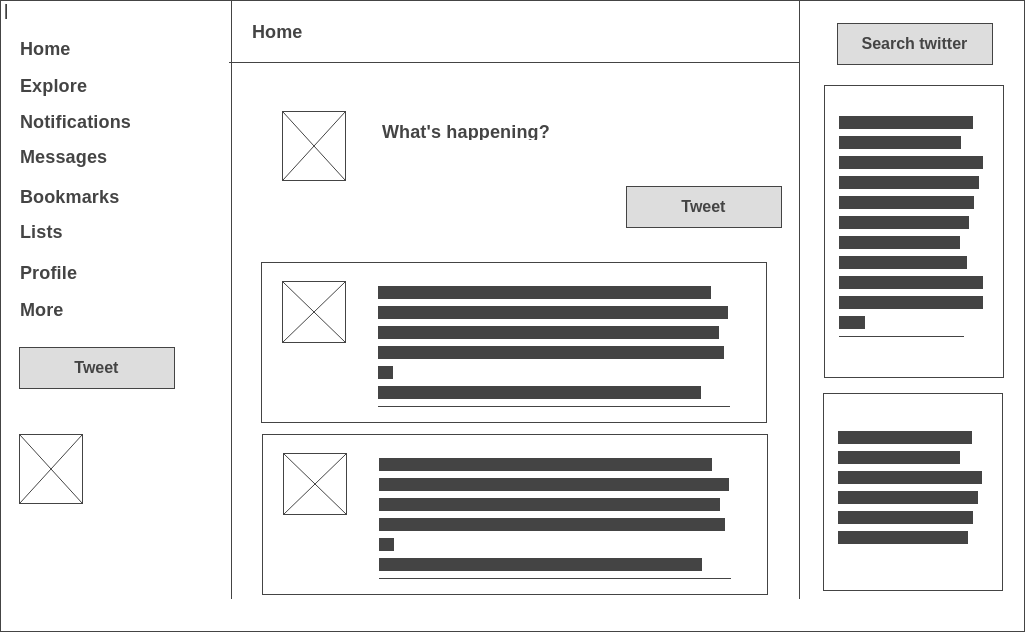 Home
Explore
Notifications
Messages
Bookmarks
Lists
Profile
More
Tweet
Home
What's happening?
Tweet
Search twitter